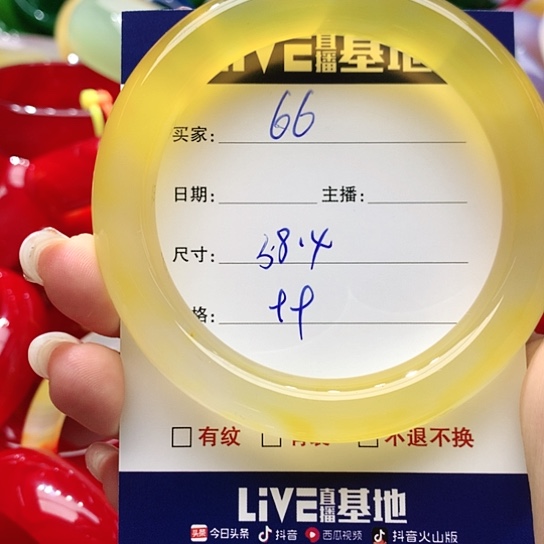 LiVE直播基地
买家: 66
日期: 主播:
尺寸: 58.4
格:
有纹 不退不换
LiVE直播基地
头条 今日头条 抖音 西瓜视频 抖音火山版